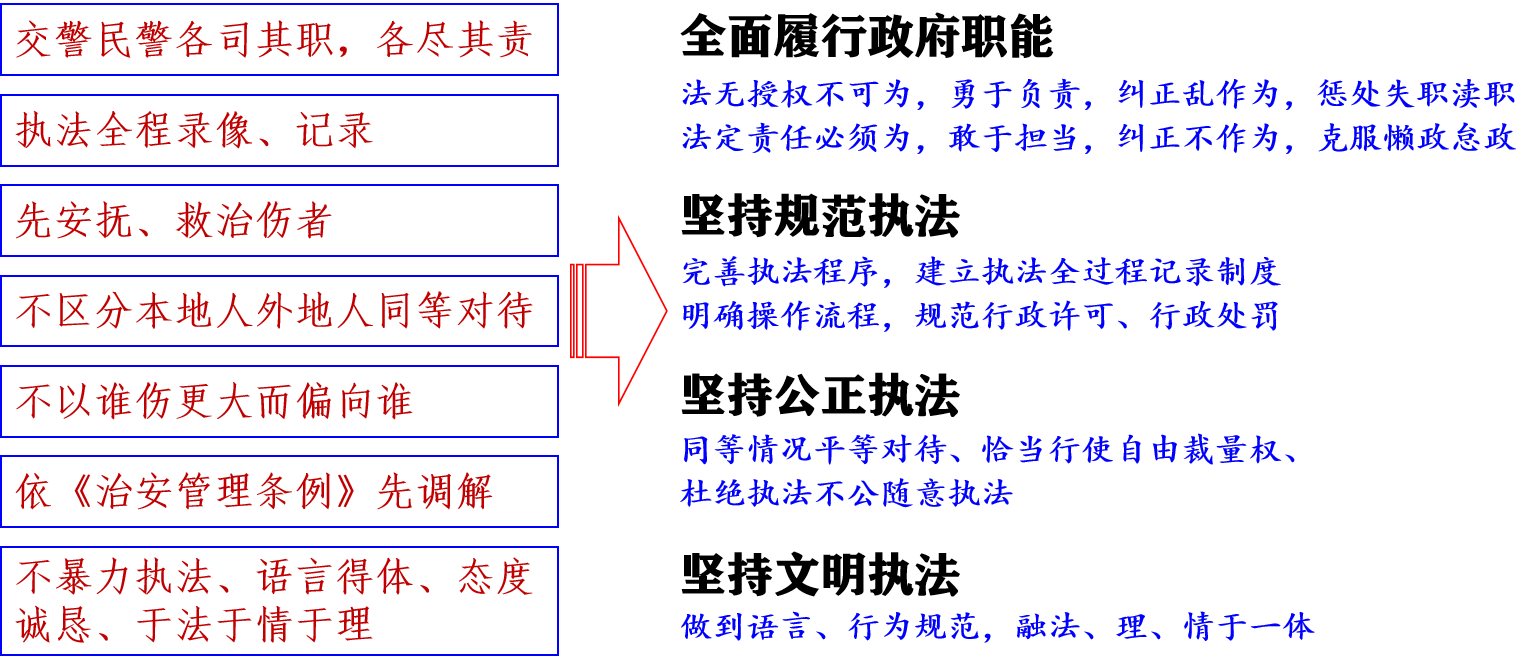 交警民警各司其职，各尽其责
执法全程录像、记录
先安抚、救治伤者
不区分本地人外地人同等对待
不以谁伤更大而偏向谁
依《治安管理条例》先调解
不暴力执法、语言得体、态度
诚恳、于法于情于理
全面履行政府职能
法无授权不可为，勇于负责，纠正乱作为，惩处失职渎职
法定责任必须为，敢于担当，纠正不作为，克服懒政怠政
坚持规范执法
完善执法程序，建立执法全过程记录制度
明确操作流程，规范行政许可、行政处罚
坚持公正执法
同等情况平等对待、恰当行使自由裁量权、
杜绝执法不公随意执法
坚持文明执法
做到语言、行为规范，融法、理、情于一体